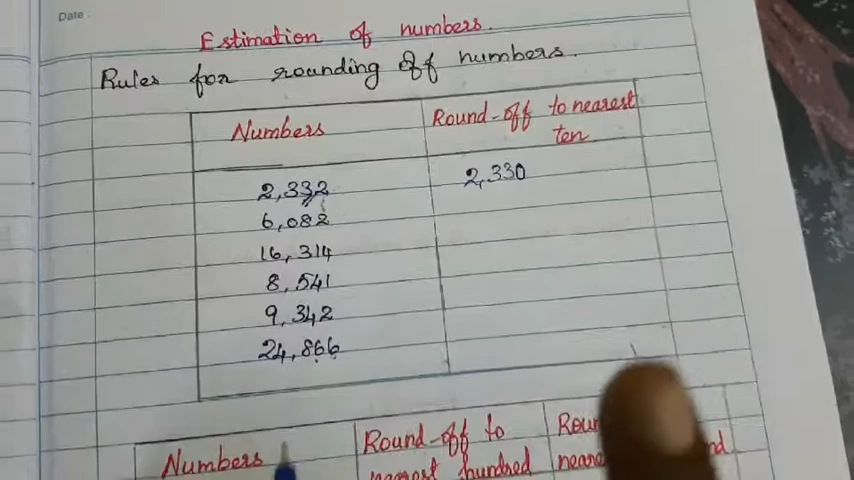 Date :
Estimation of numbers.
Rules for rounding off numbers.
Numbers Round-off to nearest
ten
2,332 2,330
6,082
16,314
8,541
9,342
24,866
Numbers Round-off to
nearest hundred